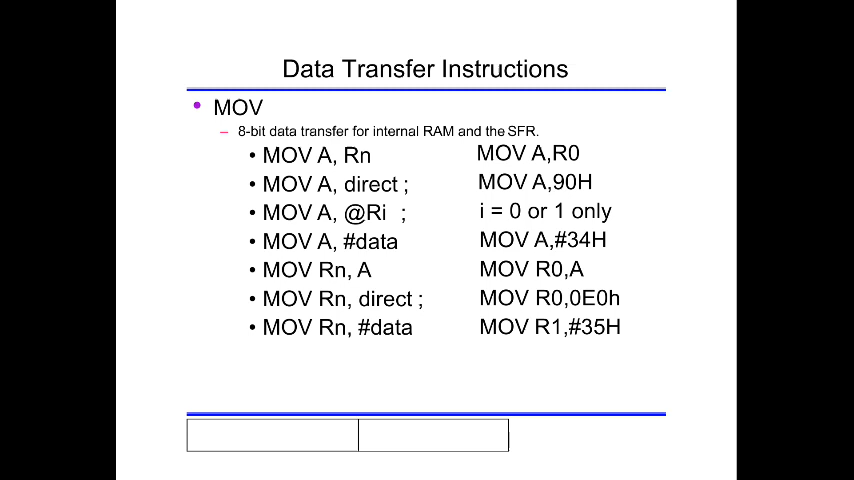 Data Transfer Instructions
• MOV
– 8-bit data transfer for internal RAM and the SFR.
• MOV A, Rn MOV A,R0
• MOV A, direct ; MOV A,90H
• MOV A, @Ri ; i = 0 or 1 only
• MOV A, #data MOV A,#34H
• MOV Rn, A MOV R0,A
• MOV Rn, direct ; MOV R0,0E0h
• MOV Rn, #data MOV R1,#35H